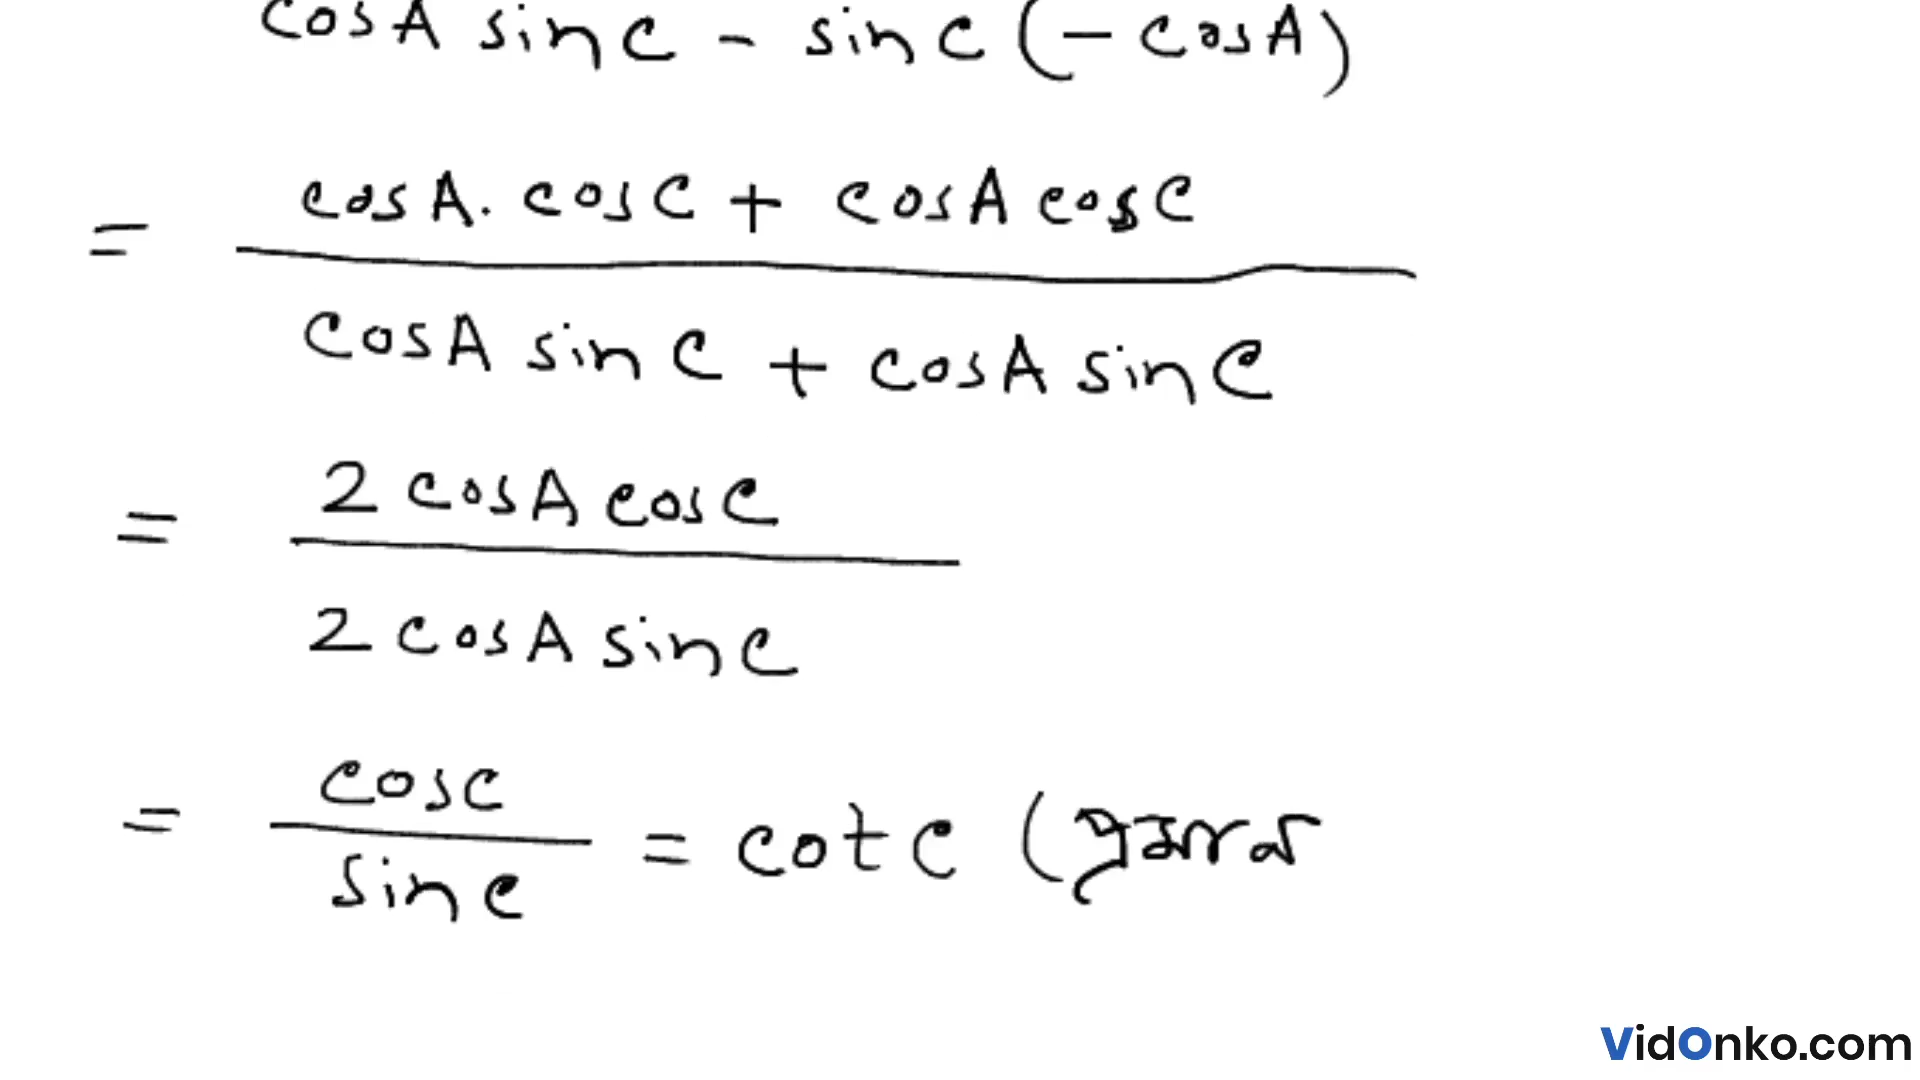 cosA sinC - sinC (- cosA)
= cosA. cosC + cosA cosC
cosA sinC + cosA sinC
= 2 cosA cosC
2 cosA sinC
= cosC
sinC
= cotC (প্রমান
VidOnko.com